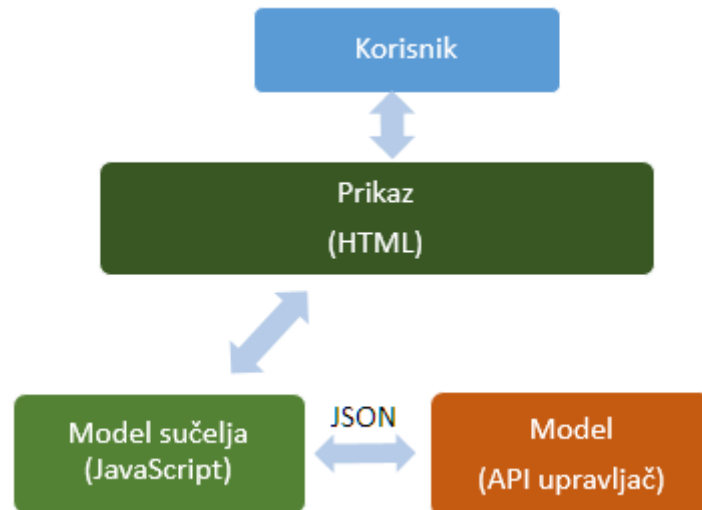 Korisnik
Prikaz
(HTML)
Model sučelja
(JavaScript)
JSON
Model
(API upravljač)